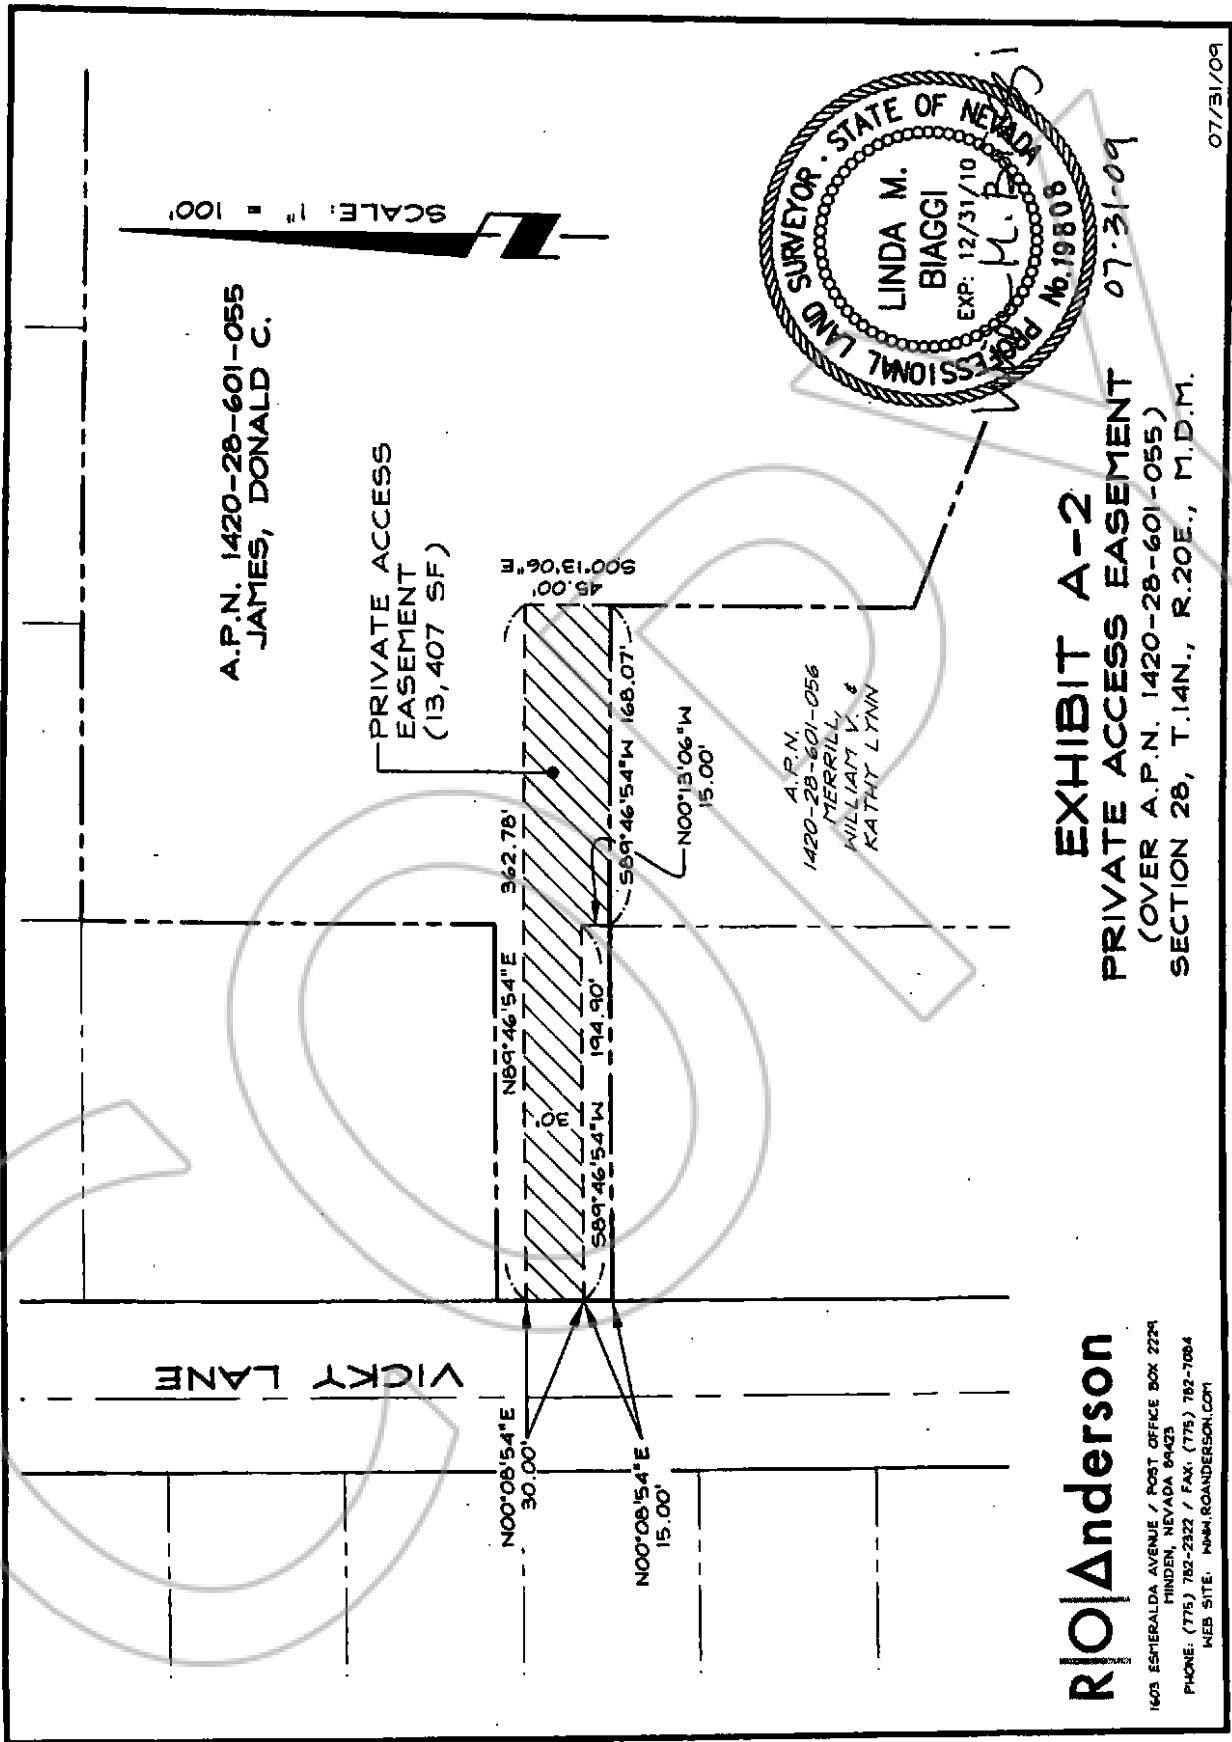 SCALE: 1" = 100'
A.P.N. 1420-28-601-055
JAMES, DONALD C.
PRIVATE ACCESS
EASEMENT
(13,407 SF)
VICKY LANE
N89°46'54"E 362.78'
S00°13'06"E
45.00'
30'
S89°46'54"W 194.90'
S89°46'54"W 168.07'
N00°13'06"W
15.00'
N00°08'54"E
30.00'
N00°08'54"E
15.00'
A.P.N.
1420-28-601-056
MERRILL,
WILLIAM V. &
KATHY LYNN
PROFESSIONAL LAND SURVEYOR - STATE OF NEVADA
LINDA M.
BIAGGI
EXP: 12/31/10
No. 19808
07-31-09
EXHIBIT A-2
PRIVATE ACCESS EASEMENT
(OVER A.P.N. 1420-28-601-055)
SECTION 28, T.14N., R.20E., M.D.M.
R|O|Anderson
1603 ESMERALDA AVENUE / POST OFFICE BOX 2229
MINDEN, NEVADA 89423
PHONE: (775) 782-2322 / FAX: (775) 782-7084
WEB SITE: WWW.ROANDERSON.COM
07/31/09
COPY